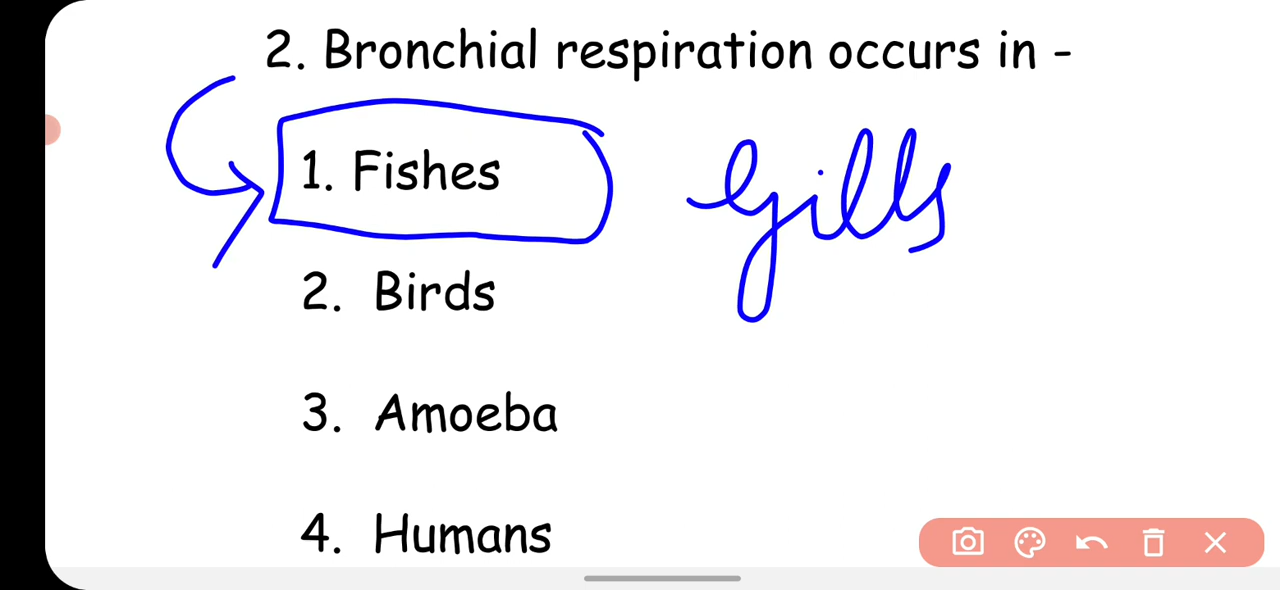 2. Bronchial respiration occurs in -
1. Fishes
Gills
2. Birds
3. Amoeba
4. Humans